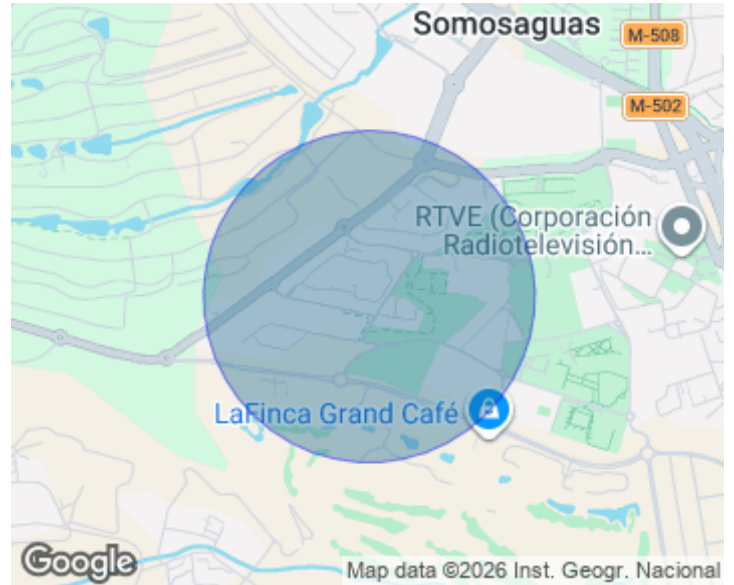 Somosaguas
M-508
M-502
RTVE (Corporación
Radiotelevisión...
LaFinca Grand Café
Google
Map data ©2026 Inst. Geogr. Nacional